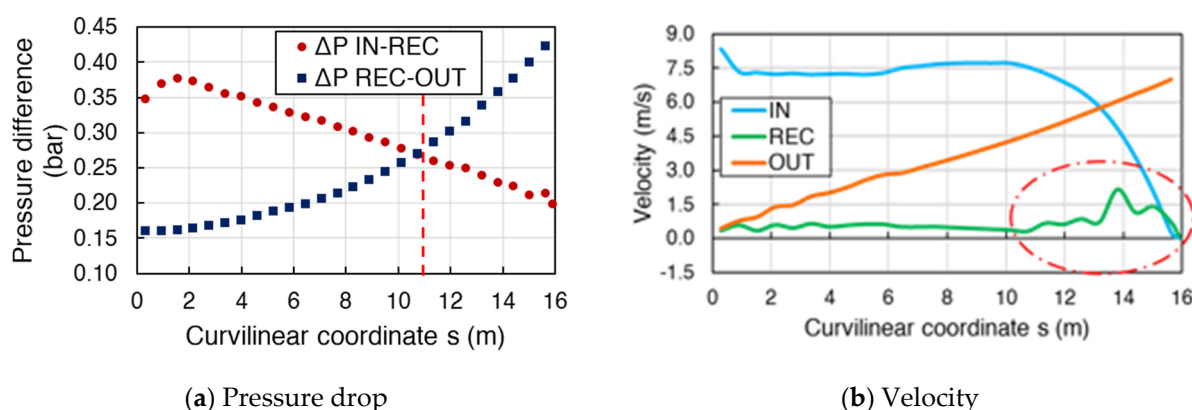 0.45
0.40
0.35
0.30
0.25
0.20
0.15
0.10
Pressure difference
(bar)
ΔP IN-REC
ΔP REC-OUT
0 2 4 6 8 10 12 14 16
Curvilinear coordinate s (m)
(a) Pressure drop
9.0
7.5
6.0
4.5
3.0
1.5
0.0
-1.5
Velocity (m/s)
IN
REC
OUT
0 2 4 6 8 10 12 14 16
Curvilinear coordinate s (m)
(b) Velocity